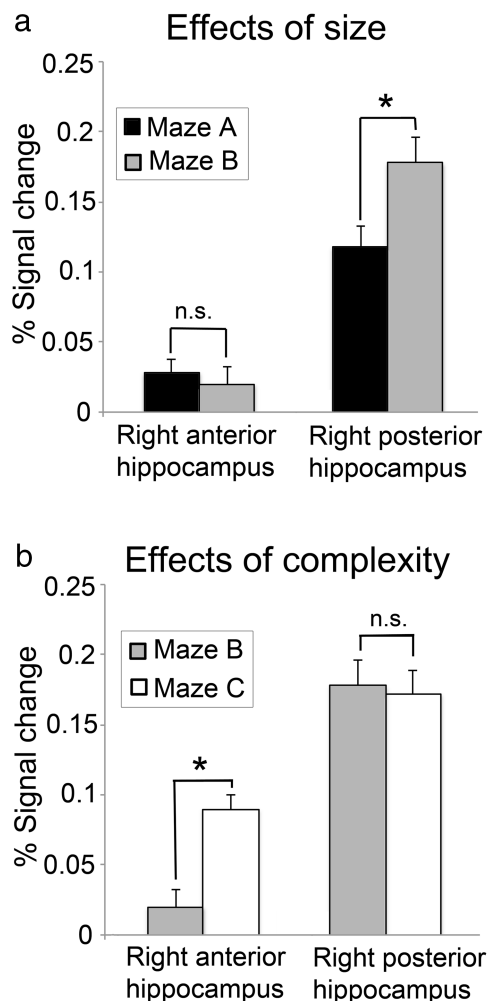 a
Effects of size
% Signal change
0.25
0.2
0.15
0.1
0.05
0
Maze A
Maze B
n.s.
*
Right anterior
hippocampus
Right posterior
hippocampus
b
Effects of complexity
% Signal change
0.25
0.2
0.15
0.1
0.05
0
Maze B
Maze C
*
n.s.
Right anterior
hippocampus
Right posterior
hippocampus